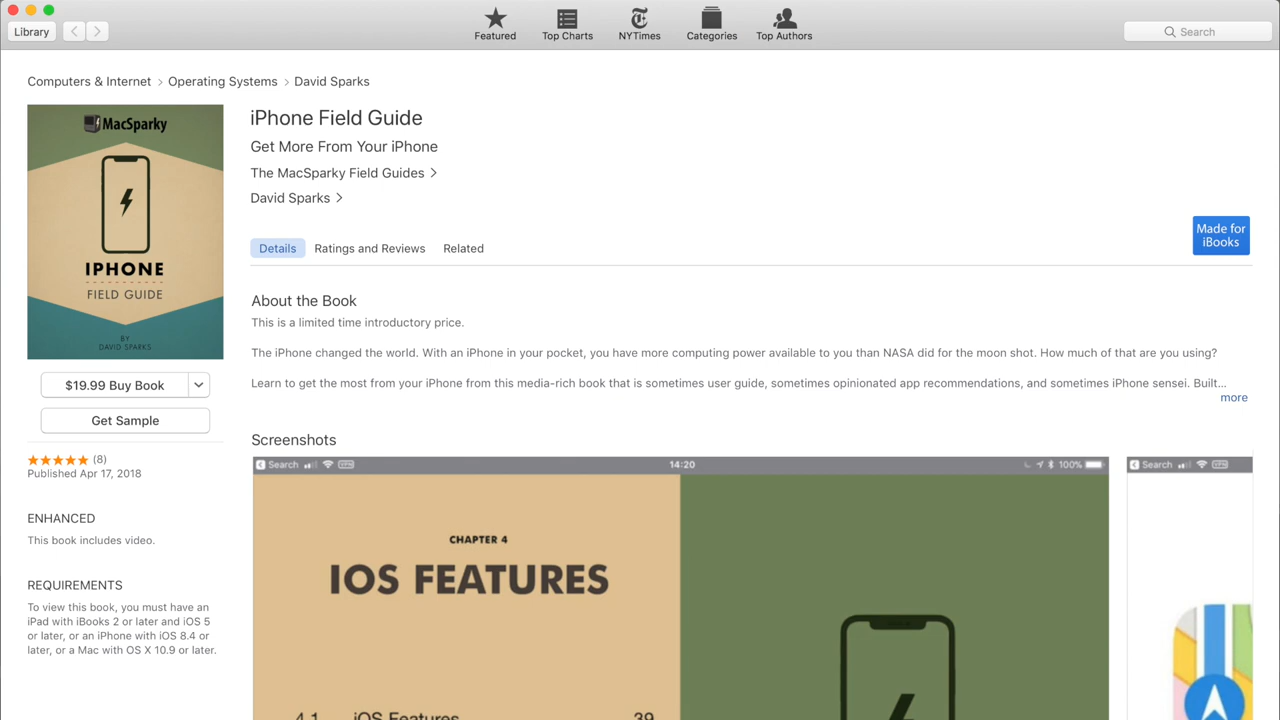 Library
Featured
Top Charts
NYTimes
Categories
Top Authors
Search
Computers & Internet > Operating Systems > David Sparks
MacSparky
IPHONE
FIELD GUIDE
BY
DAVID SPARKS
$19.99 Buy Book
Get Sample
★★★★★ (8)
Published Apr 17, 2018
ENHANCED
This book includes video.
REQUIREMENTS
To view this book, you must have an
iPad with iBooks 2 or later and iOS 5
or later, or an iPhone with iOS 8.4 or
later, or a Mac with OS X 10.9 or later.
iPhone Field Guide
Get More From Your iPhone
The MacSparky Field Guides >
David Sparks >
Details
Ratings and Reviews
Related
Made for
iBooks
About the Book
This is a limited time introductory price.
The iPhone changed the world. With an iPhone in your pocket, you have more computing power available to you than NASA did for the moon shot. How much of that are you using?
Learn to get the most from your iPhone from this media-rich book that is sometimes user guide, sometimes opinionated app recommendations, and sometimes iPhone sensei. Built...
more
Screenshots
Search VPN 14:20 100%
CHAPTER 4
IOS FEATURES
4.1 iOS Features 39
Search VPN